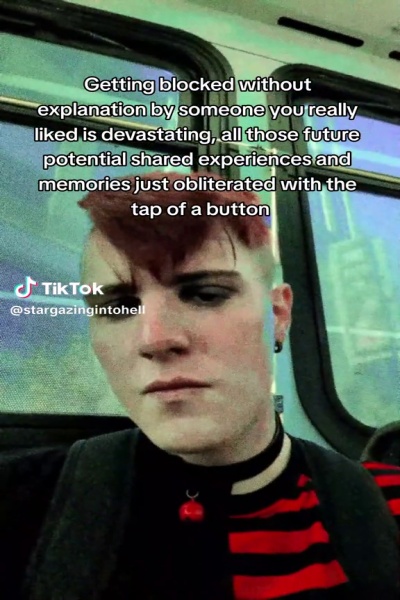 Getting blocked without
explanation by someone you really
liked is devastating, all those future
potential shared experiences and
memories just obliterated with the
tap of a button
TikTok
@stargazingintohell